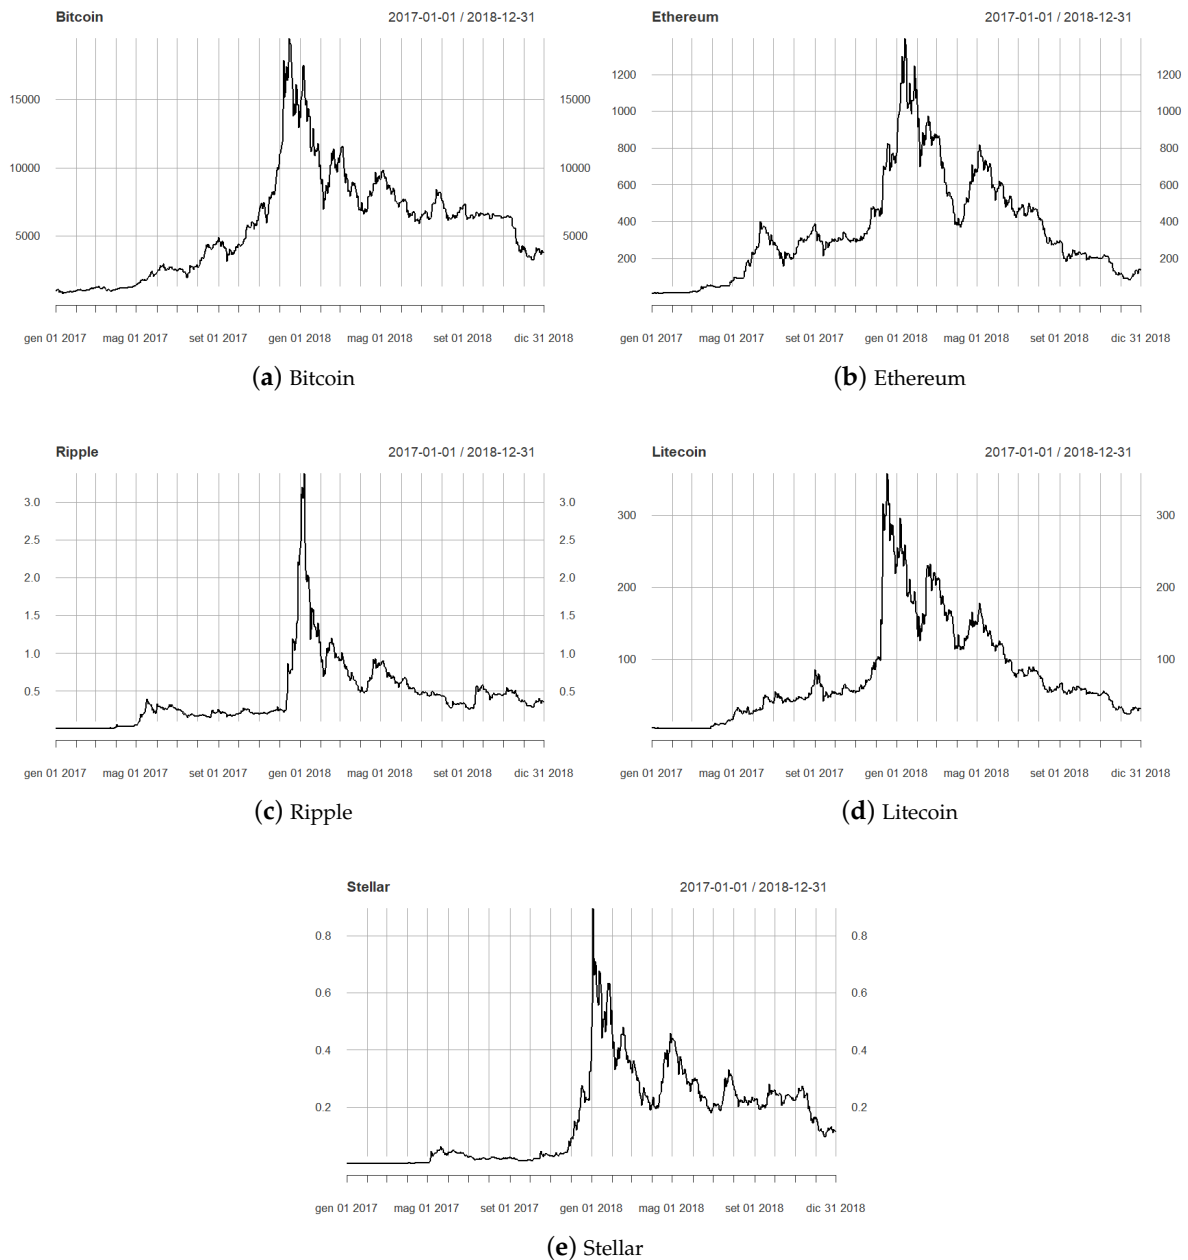 Bitcoin 2017-01-01 / 2018-12-31
Ethereum 2017-01-01 / 2018-12-31
15000 15000
10000 10000
5000 5000
gen 01 2017 mag 01 2017 set 01 2017 gen 01 2018 mag 01 2018 set 01 2018 dic 31 2018
(a) Bitcoin
1200 1200
1000 1000
800 800
600 600
400 400
200 200
gen 01 2017 mag 01 2017 set 01 2017 gen 01 2018 mag 01 2018 set 01 2018 dic 31 2018
(b) Ethereum
Ripple 2017-01-01 / 2018-12-31
3.0 3.0
2.5 2.5
2.0 2.0
1.5 1.5
1.0 1.0
0.5 0.5
gen 01 2017 mag 01 2017 set 01 2017 gen 01 2018 mag 01 2018 set 01 2018 dic 31 2018
(c) Ripple
Litecoin 2017-01-01 / 2018-12-31
300 300
200 200
100 100
gen 01 2017 mag 01 2017 set 01 2017 gen 01 2018 mag 01 2018 set 01 2018 dic 31 2018
(d) Litecoin
Stellar 2017-01-01 / 2018-12-31
0.8 0.8
0.6 0.6
0.4 0.4
0.2 0.2
gen 01 2017 mag 01 2017 set 01 2017 gen 01 2018 mag 01 2018 set 01 2018 dic 31 2018
(e) Stellar